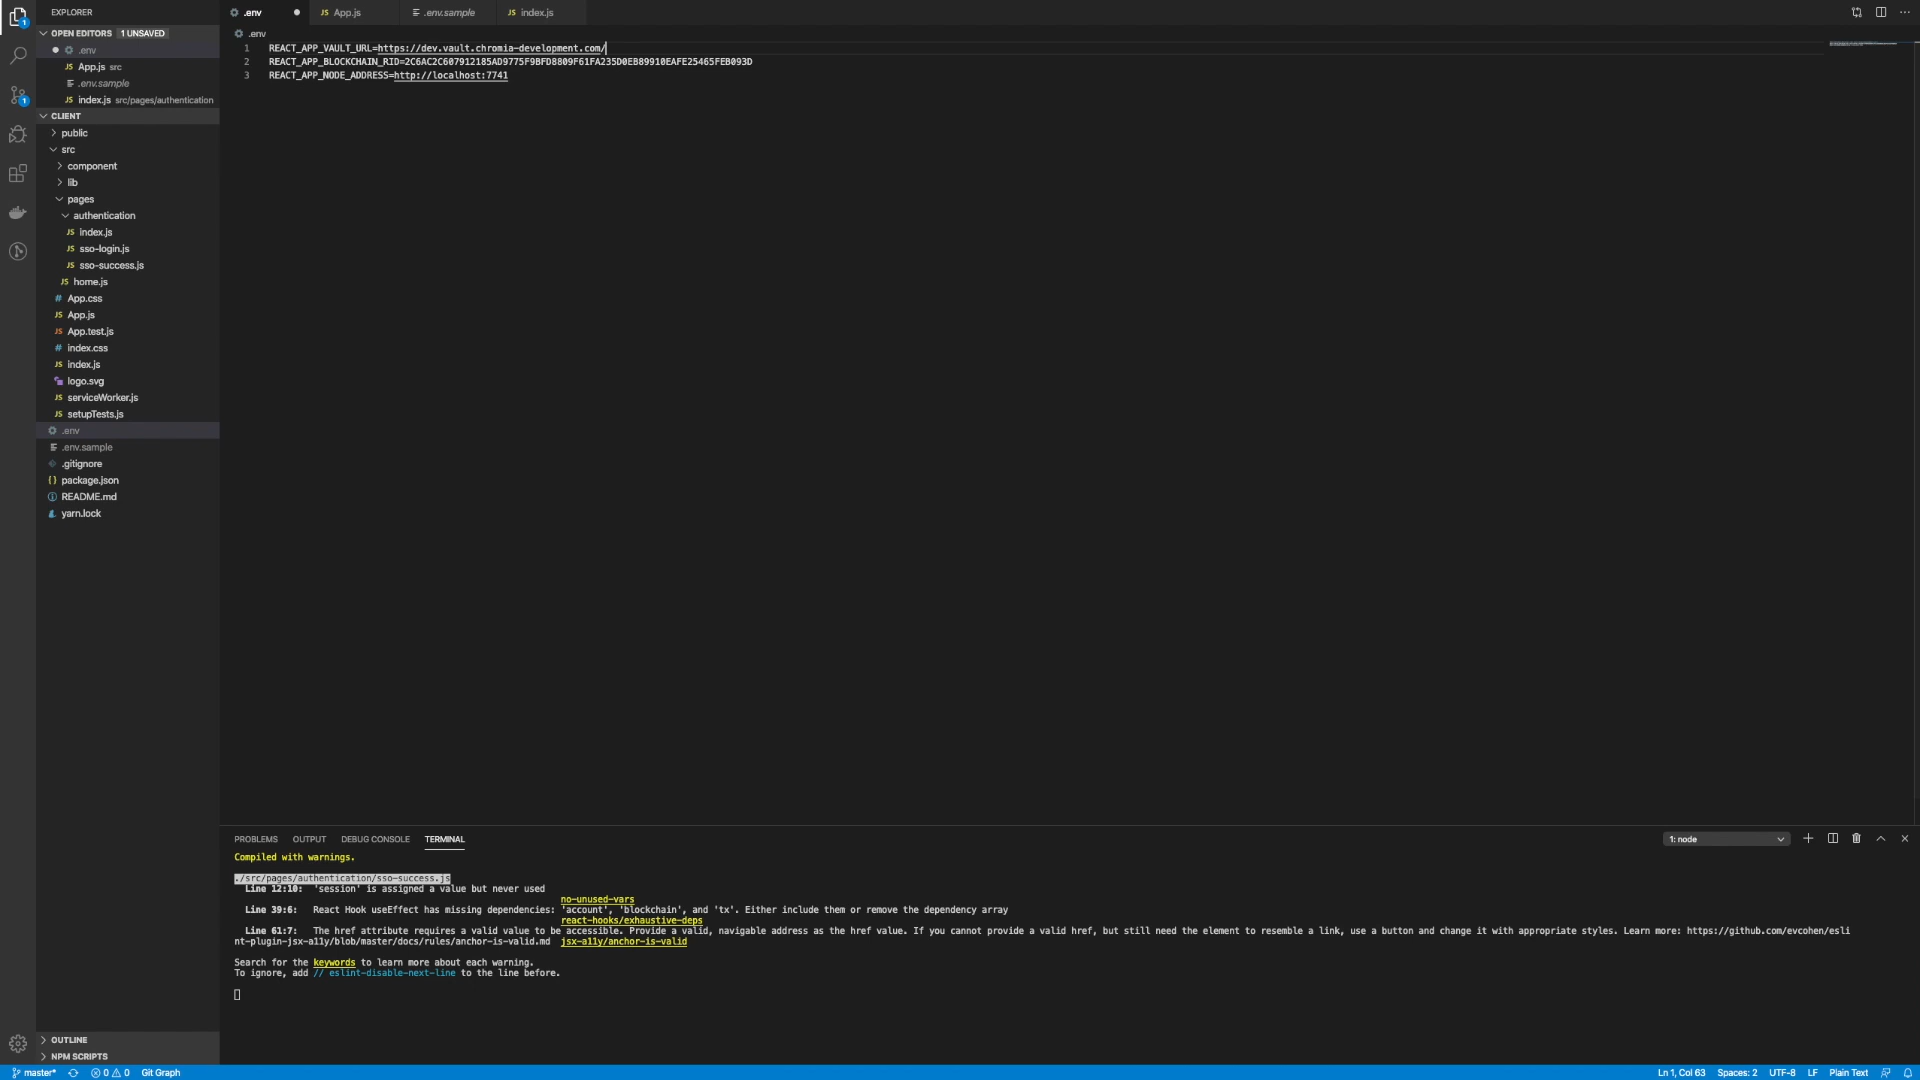 EXPLORER
OPEN EDITORS 1 UNSAVED
.env
App.js src
.env.sample
index.js src/pages/authentication
CLIENT
public
src
component
lib
pages
authentication
index.js
sso-login.js
sso-success.js
home.js
App.css
App.js
App.test.js
index.css
index.js
logo.svg
serviceWorker.js
setupTests.js
.env
.env.sample
.gitignore
package.json
README.md
yarn.lock
OUTLINE
NPM SCRIPTS
.env App.js .env.sample index.js
.env
1 REACT_APP_VAULT_URL=https://dev.vault.chromia-development.com/
2 REACT_APP_BLOCKCHAIN_RID=2C6AC2C607912185AD9775F9BFD8809F61FA235D0EB89910EAFE25465FEB093D
3 REACT_APP_NODE_ADDRESS=http://localhost:7741
PROBLEMS OUTPUT DEBUG CONSOLE TERMINAL 1: node
Compiled with warnings.
./src/pages/authentication/sso-success.js
Line 12:10: 'session' is assigned a value but never used
no-unused-vars
Line 39:6: React Hook useEffect has missing dependencies: 'account', 'blockchain', and 'tx'. Either include them or remove the dependency array
react-hooks/exhaustive-deps
Line 61:7: The href attribute requires a valid value to be accessible. Provide a valid, navigable address as the href value. If you cannot provide a valid href, but still need the element to resemble a link, use a button and change it with appropriate styles. Learn more: https://github.com/evcohen/esli
nt-plugin-jsx-a11y/blob/master/docs/rules/anchor-is-valid.md jsx-a11y/anchor-is-valid
Search for the keywords to learn more about each warning.
To ignore, add // eslint-disable-next-line to the line before.
master* 0 0 Git Graph Ln 1, Col 63 Spaces: 2 UTF-8 LF Plain Text